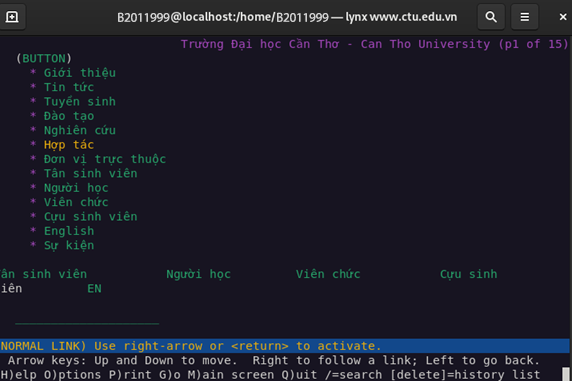 B2011999@localhost:/home/B2011999 — lynx www.ctu.edu.vn
Trường Đại học Cần Thơ - Can Tho University (p1 of 15)
(BUTTON)
* Giới thiệu
* Tin tức
* Tuyển sinh
* Đào tạo
* Nghiên cứu
* Hợp tác
* Đơn vị trực thuộc
* Tân sinh viên
* Người học
* Viên chức
* Cựu sinh viên
* English
* Sự kiện
Tân sinh viên Người học Viên chức Cựu sinh
iên EN
____________________
NORMAL LINK) Use right-arrow or <return> to activate.
Arrow keys: Up and Down to move. Right to follow a link; Left to go back.
H)elp O)ptions P)rint G)o M)ain screen Q)uit /=search [delete]=history list